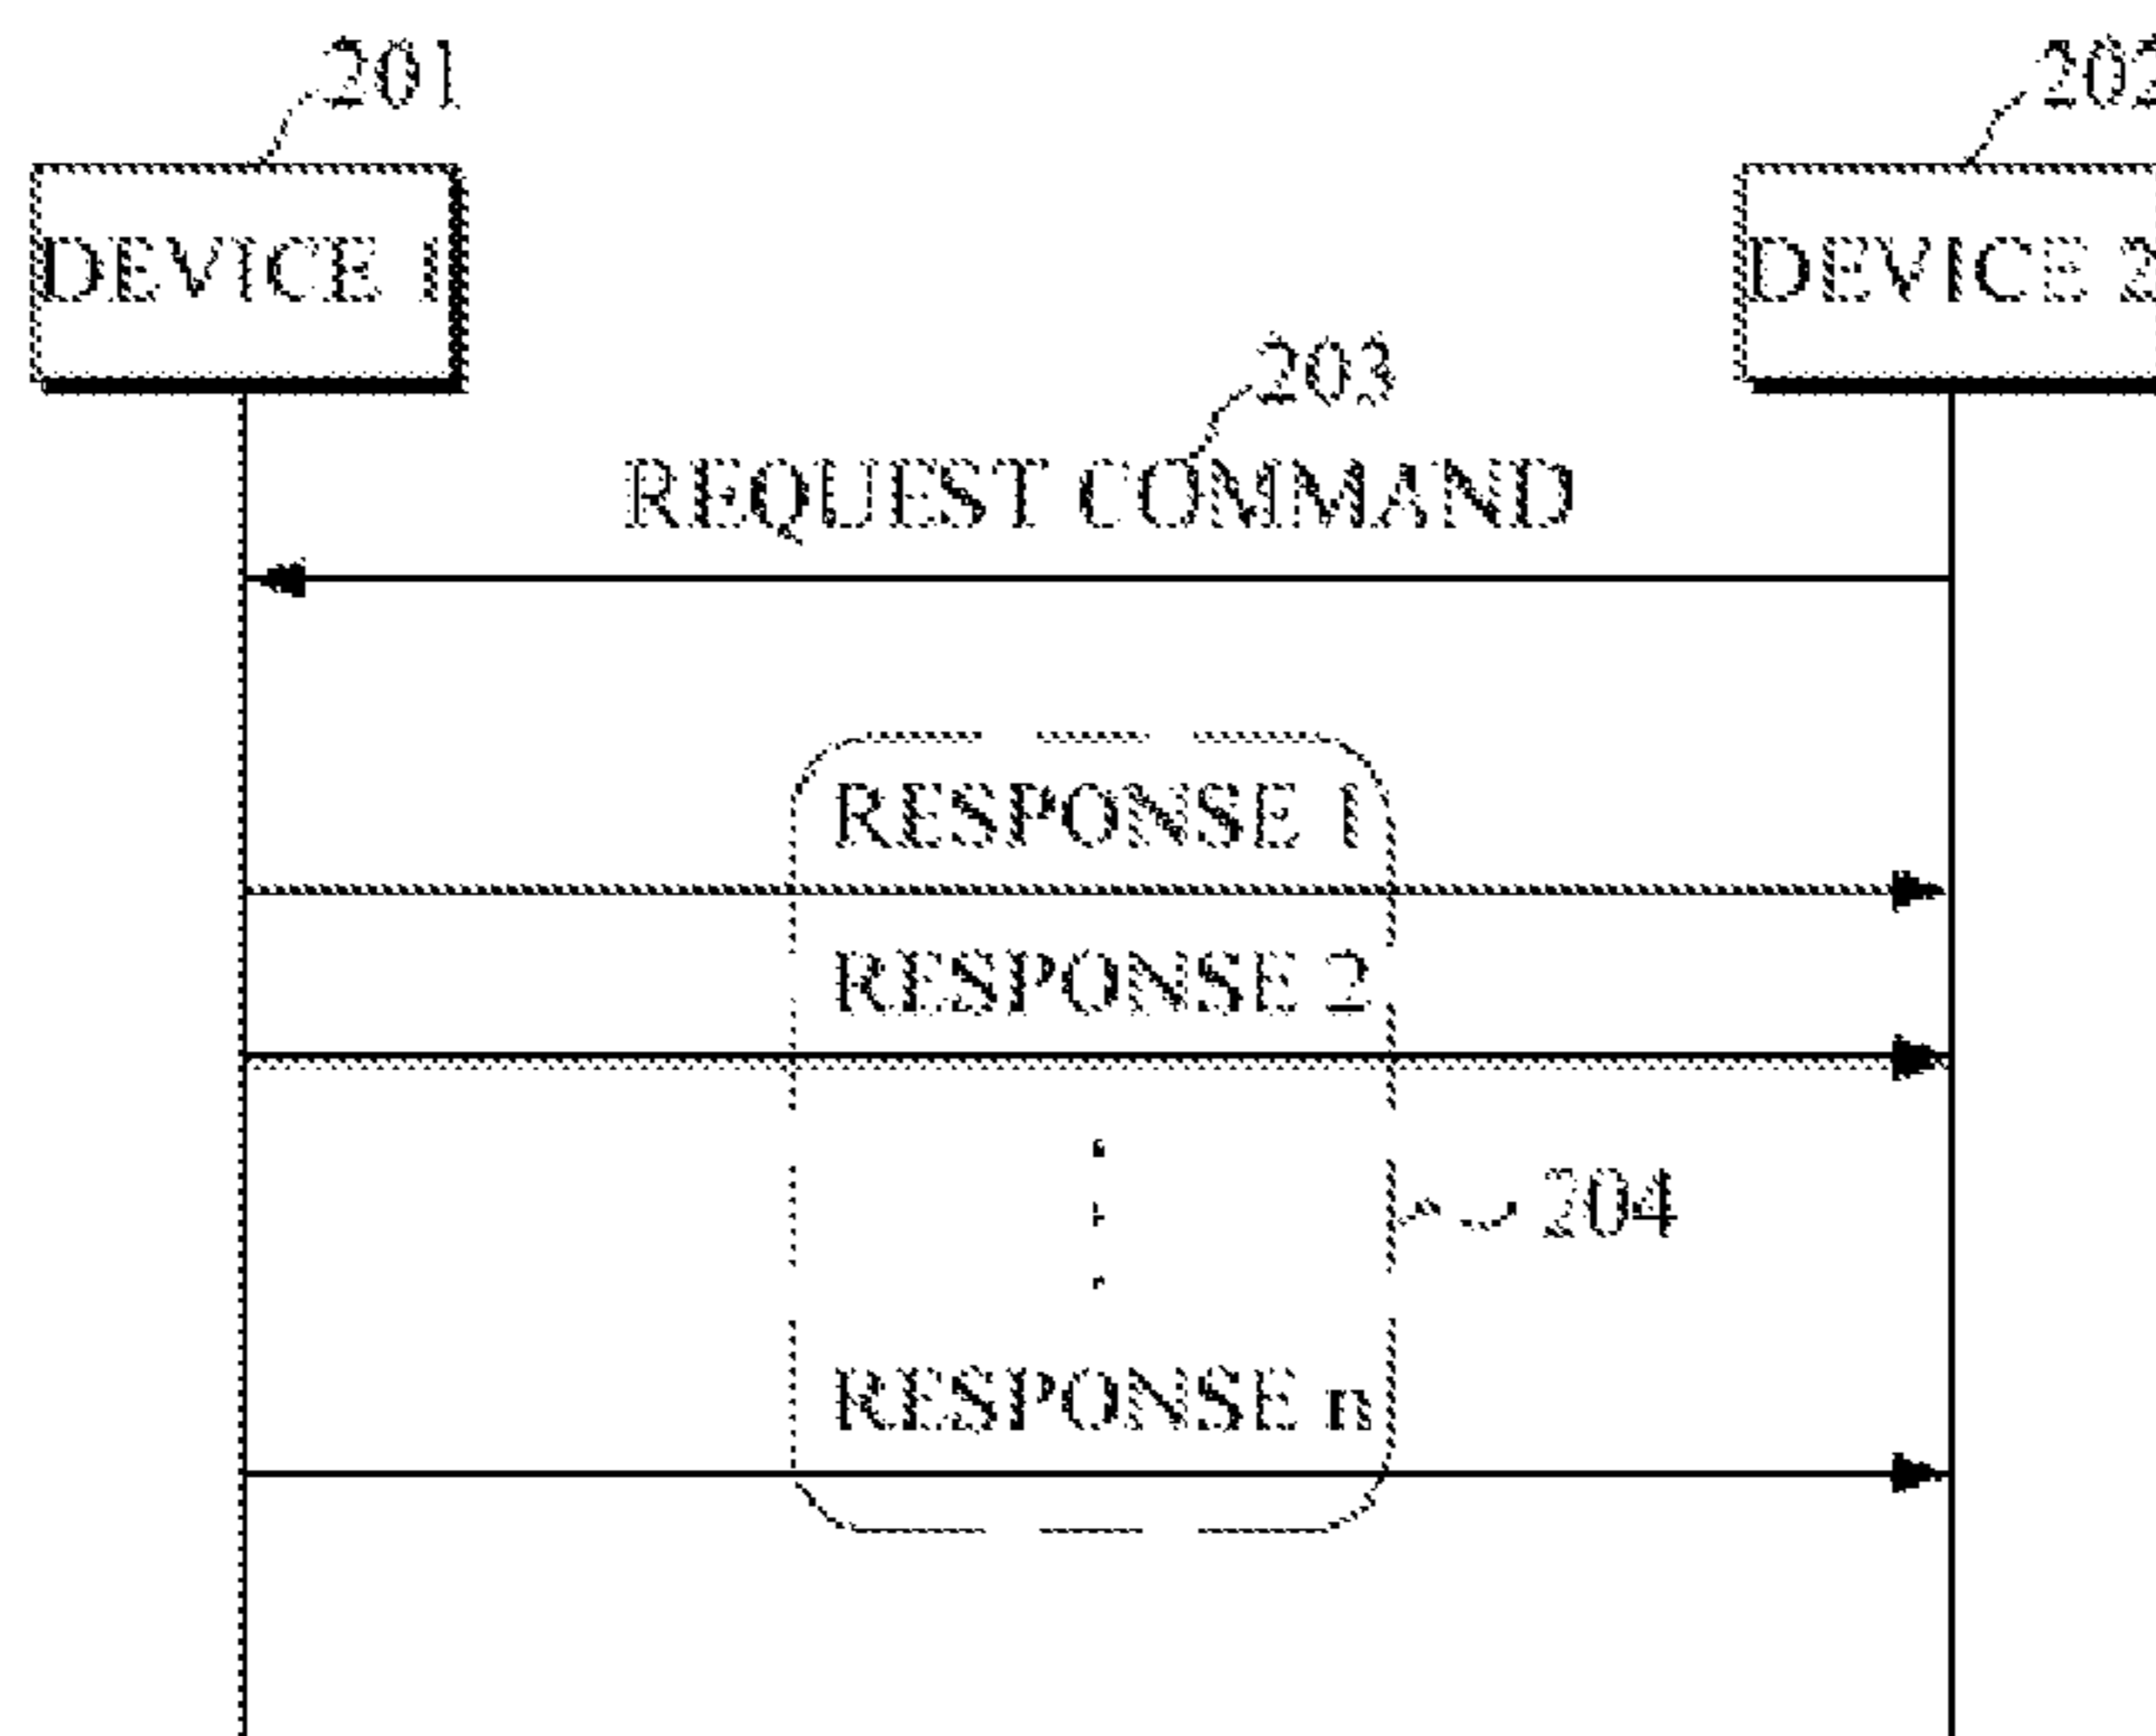 201
202
DEVICE 1
DEVICE 2
203
REQUEST COMMAND
RESPONSE 1
RESPONSE 2
204
RESPONSE n